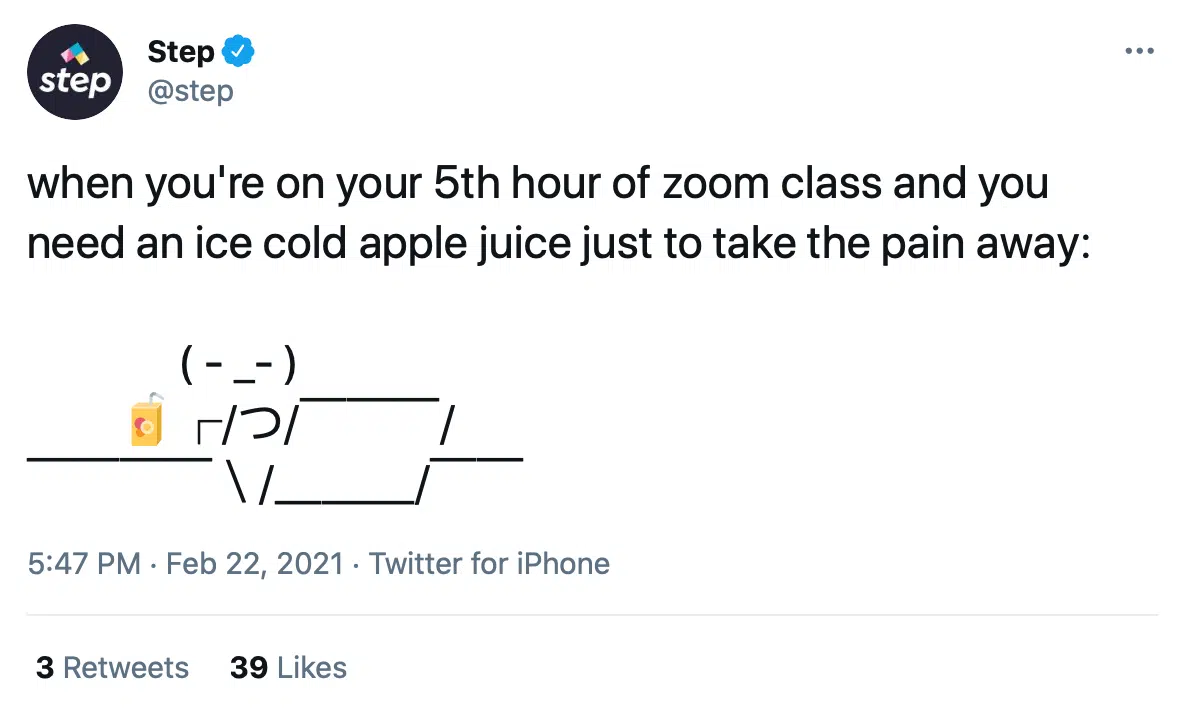 step
Step
@step
when you're on your 5th hour of zoom class and you
need an ice cold apple juice just to take the pain away:
( - _- )
🧃 ┌/つ/￣￣￣/
￣￣￣￣\ /＿＿＿/￣￣
5:47 PM · Feb 22, 2021 · Twitter for iPhone
3 Retweets 39 Likes